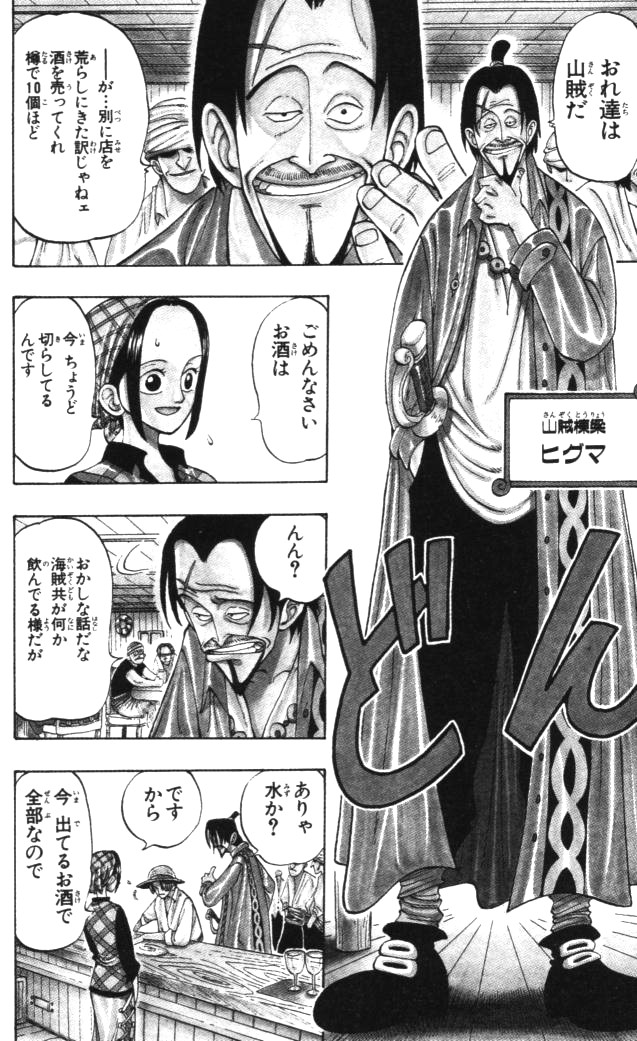 おれ達は
山賊だ
――が…別に店を
荒らしにきた訳じゃねェ
酒を売ってくれ
樽で10個ほど
山賊棟梁
ヒグマ
どん
ごめんなさい
お酒は
今 ちょうど
切らしてる
んです
んん？
おかしな話だな
海賊共が何か
飲んでる様だが
ありゃ
水か？
です
から
今 出てるお酒で
全部なので